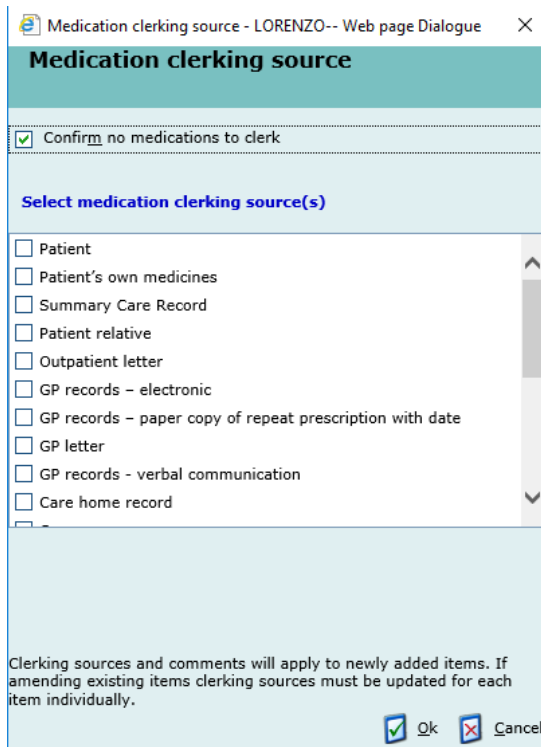 Medication clerking source - LORENZO-- Web page Dialogue
Medication clerking source
Confirm no medications to clerk
Select medication clerking source(s)
Patient
Patient's own medicines
Summary Care Record
Patient relative
Outpatient letter
GP records – electronic
GP records – paper copy of repeat prescription with date
GP letter
GP records - verbal communication
Care home record
Clerking sources and comments will apply to newly added items. If
amending existing items clerking sources must be updated for each
item individually.
Ok Cancel